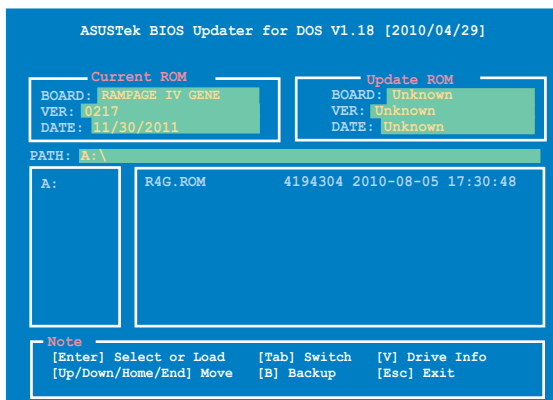 ASUSTek BIOS Updater for DOS V1.18 [2010/04/29]
Current ROM
BOARD: RAMPAGE IV GENE
VER: 0217
DATE: 11/30/2011
Update ROM
BOARD: Unknown
VER: Unknown
DATE: Unknown
PATH: A:\
A:
R4G.ROM 4194304 2010-08-05 17:30:48
Note
[Enter] Select or Load [Tab] Switch [V] Drive Info
[Up/Down/Home/End] Move [B] Backup [Esc] Exit